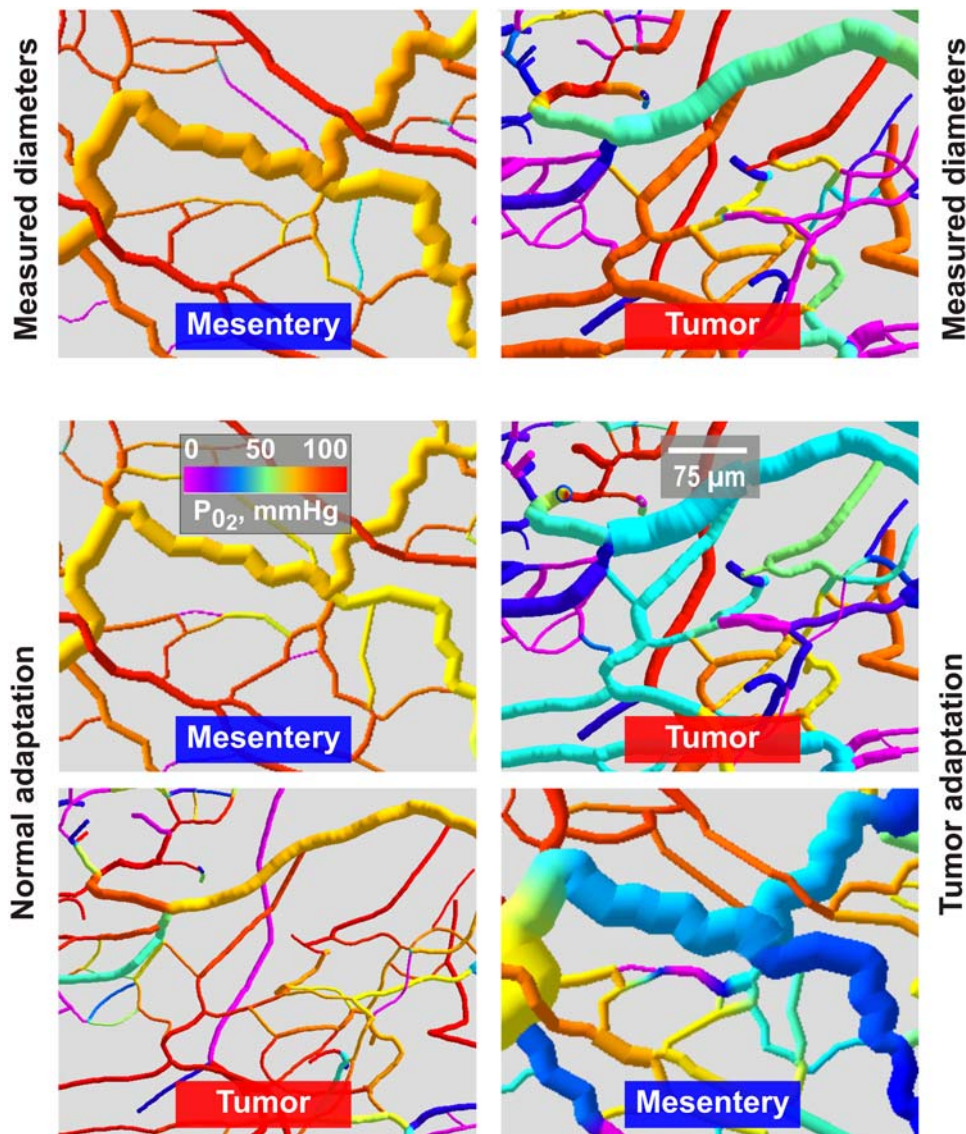 Measured diameters
Mesentery
Tumor
Measured diameters
Normal adaptation
0 50 100
P02, mmHg
Mesentery
75 µm
Tumor
Tumor adaptation
Tumor
Mesentery